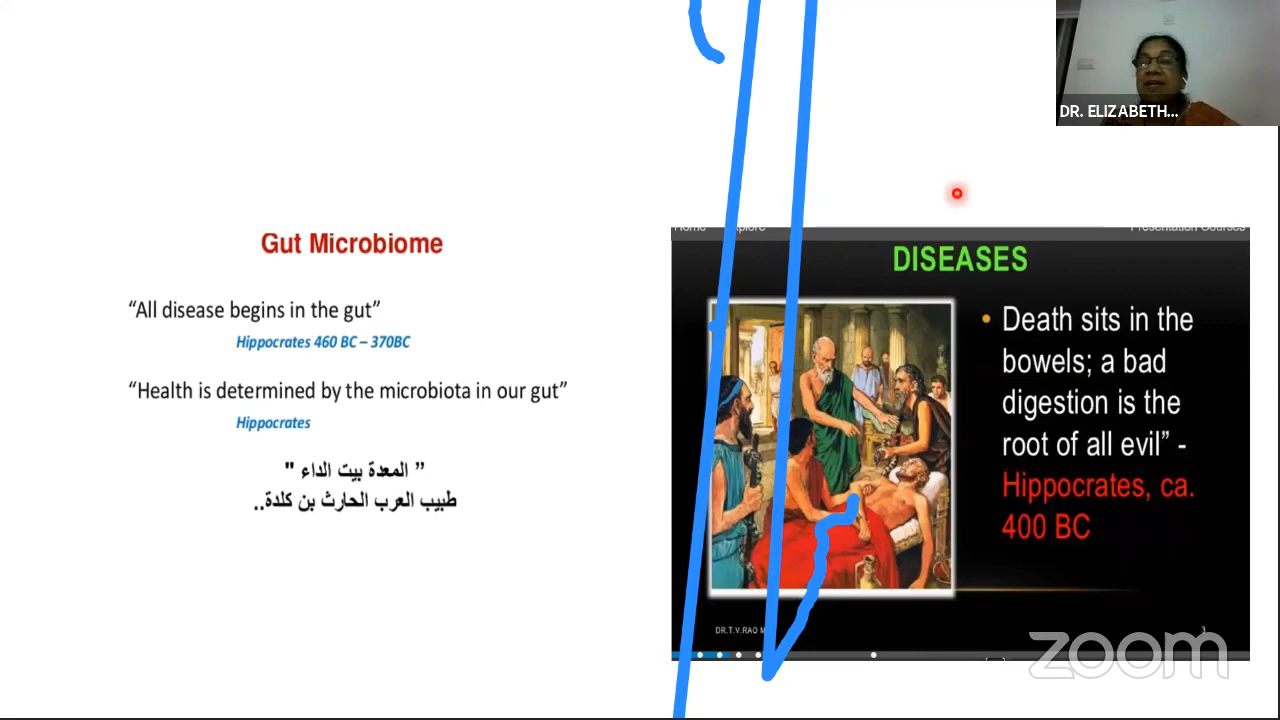 DR. ELIZABETH...
Gut Microbiome
“All disease begins in the gut”
Hippocrates 460 BC – 370BC
“Health is determined by the microbiota in our gut”
Hippocrates
” المعدة بيت الداء "
طبيب العرب الحارث بن كلدة..
Presentation Courses
DISEASES
• Death sits in the
bowels; a bad
digestion is the
root of all evil” -
Hippocrates, ca.
400 BC
DR.T.V.RAO
3
zoom